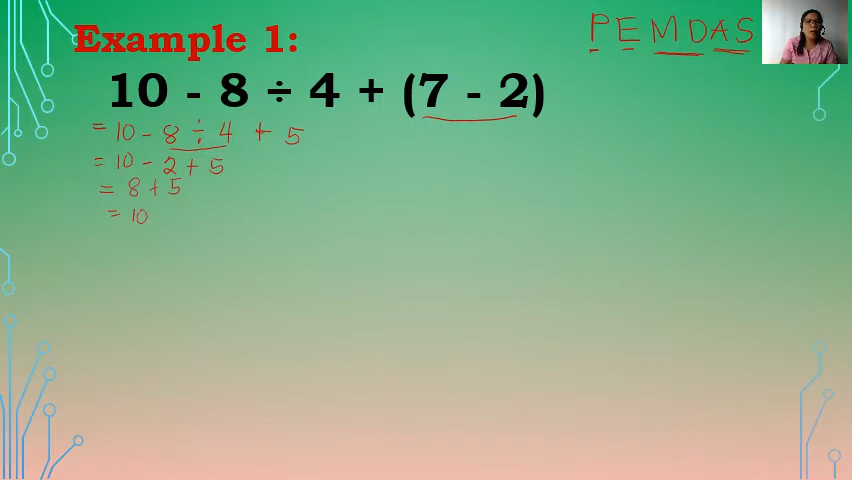 Example 1:
PEMDAS
10 - 8 ÷ 4 + (7 - 2)
= 10 - 8 ÷ 4 + 5
= 10 - 2 + 5
= 8 + 5
= 10